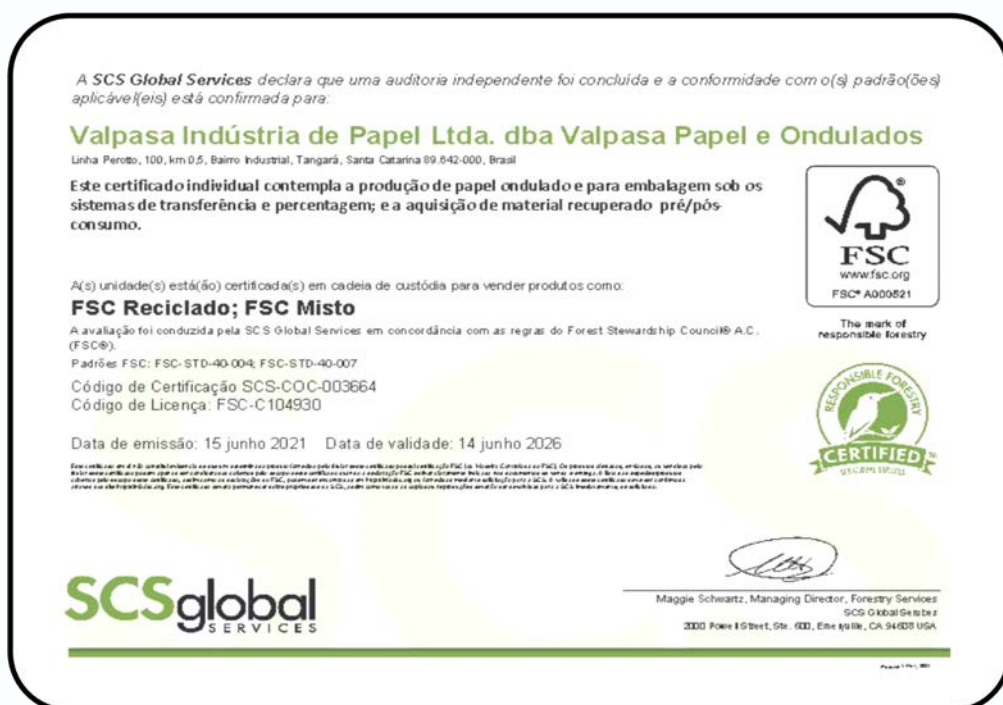 A SCS Global Services declara que uma auditoria independente foi concluída e a conformidade com o(s) padrão(ões)
aplicável(eis) está confirmada para:
Valpasa Indústria de Papel Ltda. dba Valpasa Papel e Ondulados
Linha Perotto, 100, km 0,5, Bairro Industrial, Tangará, Santa Catarina 89.642-000, Brasil
Este certificado individual contempla a produção de papel ondulado e para embalagem sob os
sistemas de transferência e percentagem; e a aquisição de material recuperado pré/pós-
consumo.
FSC
www.fsc.org
FSC® A000521
The mark of
responsible forestry
A(s) unidade(s) está(ão) certificada(s) em cadeia de custódia para vender produtos como:
FSC Reciclado; FSC Misto
A avaliação foi conduzida pela SCS Global Services em concordância com as regras do Forest Stewardship Council® A.C.
(FSC®).
Padrões FSC: FSC-STD-40-004; FSC-STD-40-007
Código de Certificação SCS-COC-003664
Código de Licença: FSC-C104930
Data de emissão: 15 junho 2021 Data de validade: 14 junho 2026
RESPONSIBLE FORESTRY
CERTIFIED
SCS GLOBAL SERVICES
SCSglobal
SERVICES
Maggie Schwartz, Managing Director, Forestry Services
SCS Global Services
2000 Powell Street, Ste. 600, Emeryville, CA 94608 USA